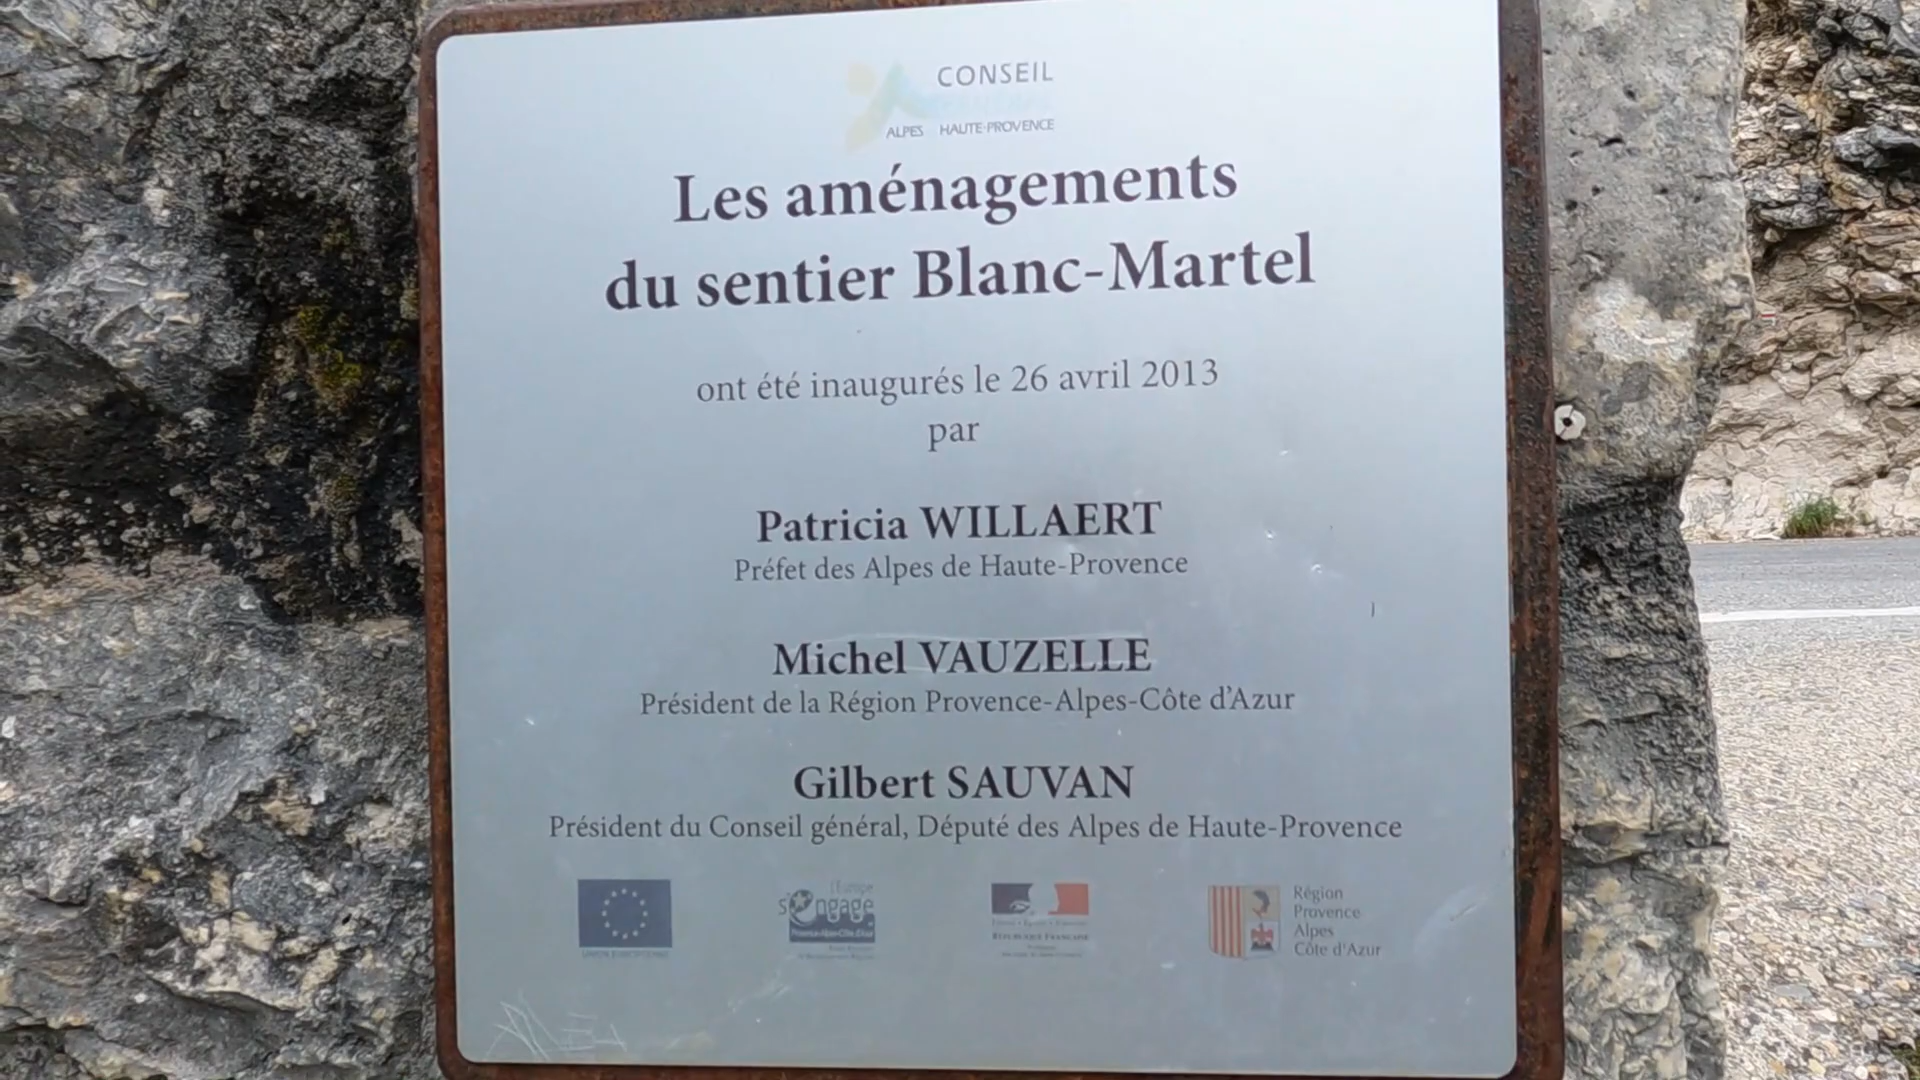 CONSEIL
ALPES HAUTE-PROVENCE
Les aménagements
du sentier Blanc-Martel
ont été inaugurés le 26 avril 2013
par
Patricia WILLAERT
Préfet des Alpes de Haute-Provence
Michel VAUZELLE
Président de la Région Provence-Alpes-Côte d'Azur
Gilbert SAUVAN
Président du Conseil général, Député des Alpes de Haute-Provence
l'Europe
s'engage
Provence-Alpes-Côte d'Azur
RÉPUBLIQUE FRANÇAISE
Région
Provence
Alpes
Côte d'Azur